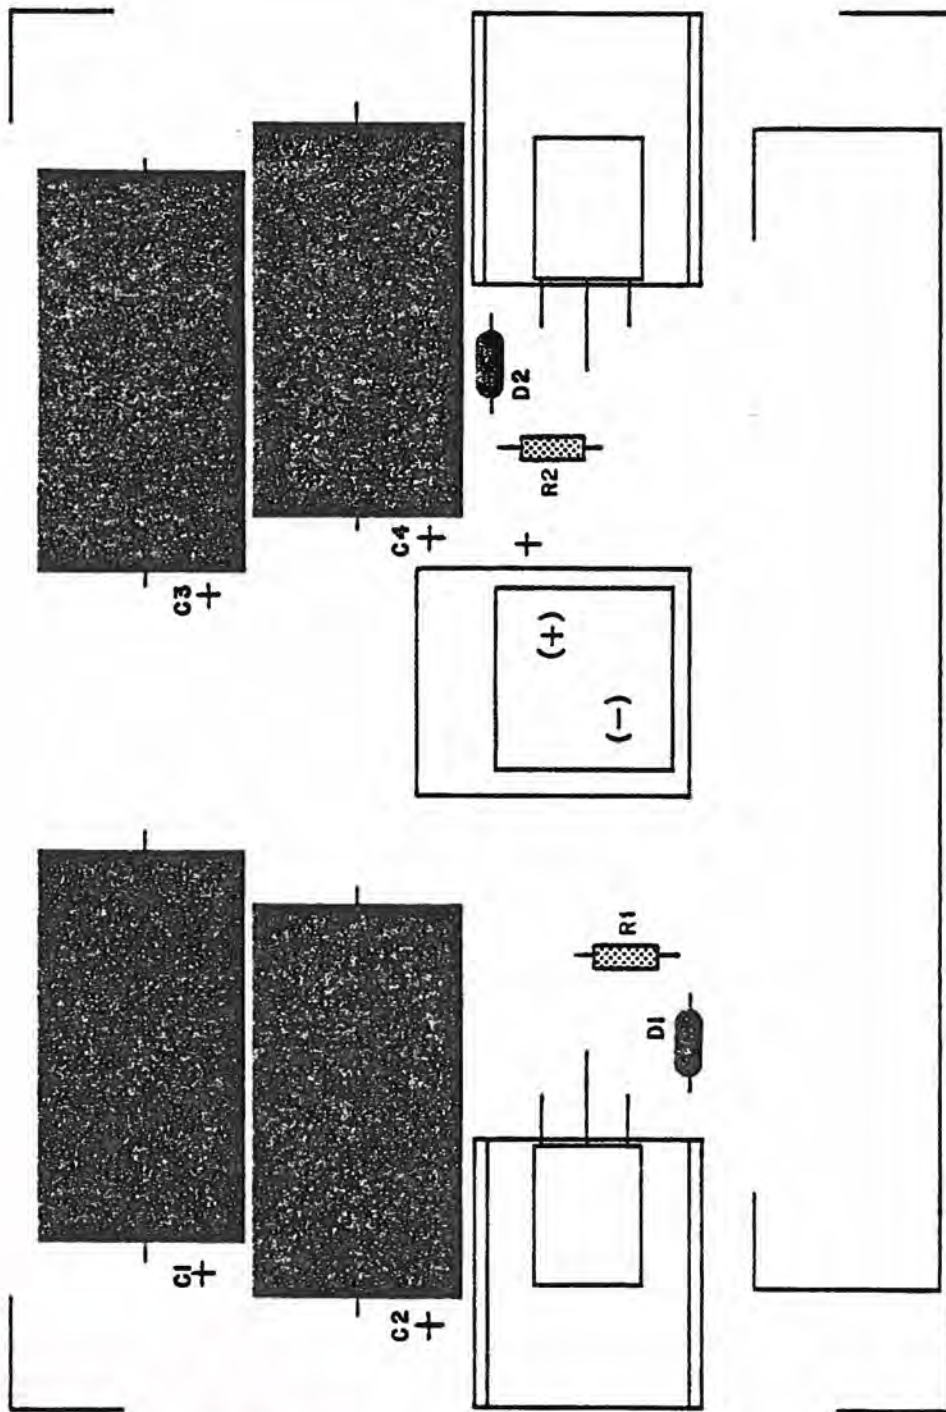 C1 +
C2 +
C3 +
C4 +
+
(-)
(+)
R1
D1
R2
D2